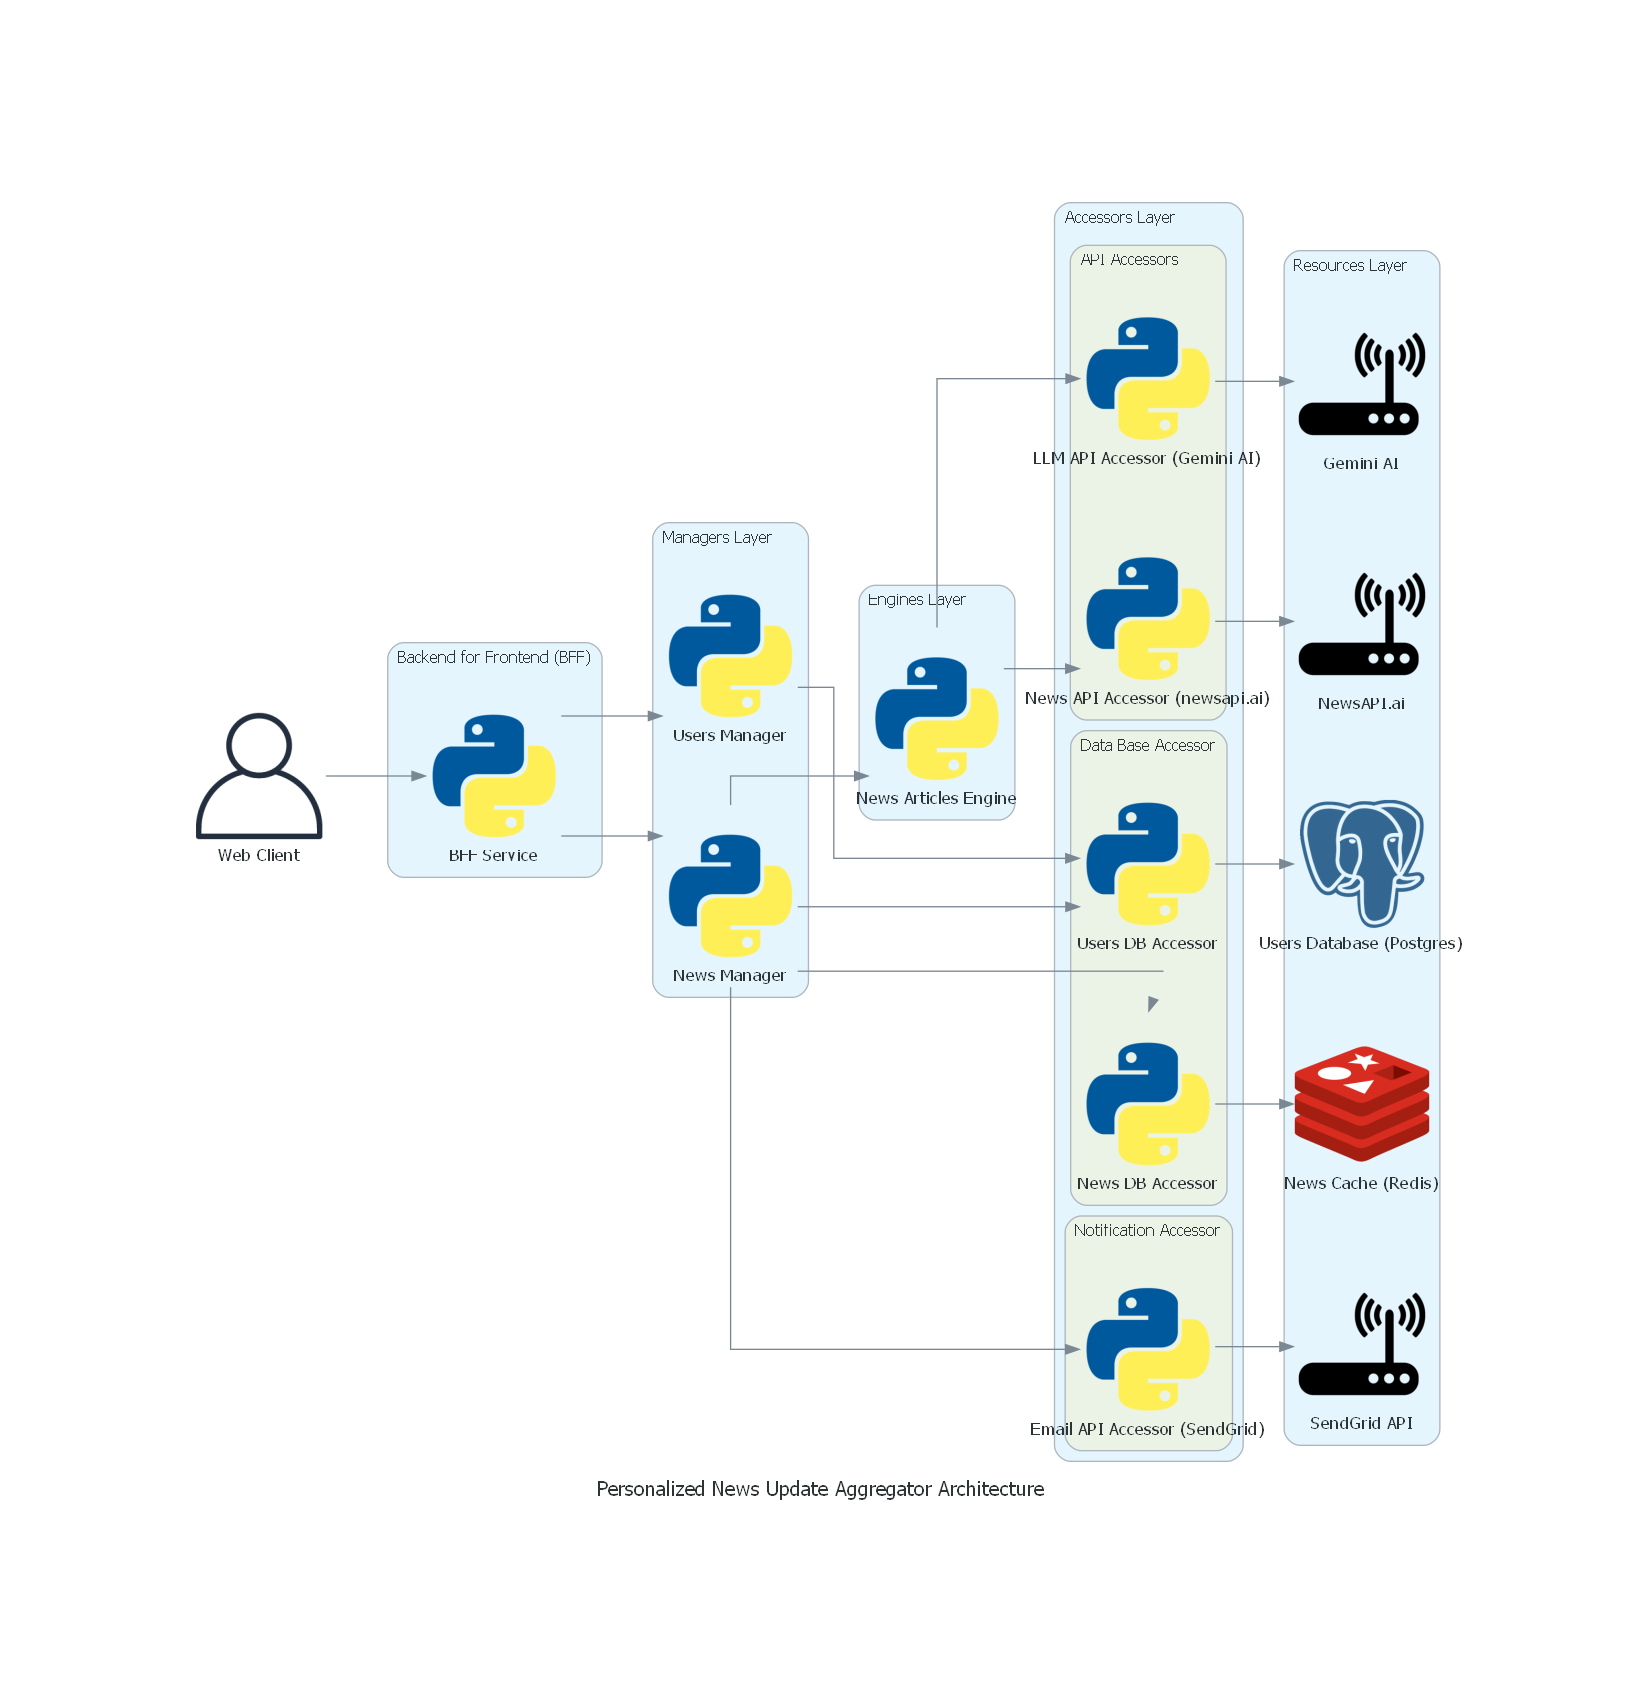 Accessors Layer
API Accessors
Resources Layer
LLM API Accessor (Gemini AI)
Gemini AI
Managers Layer
Engines Layer
Backend for Frontend (BFF)
News API Accessor (newsapi.ai)
NewsAPI.ai
Users Manager
Data Base Accessor
News Articles Engine
Web Client
BFF Service
Users DB Accessor
Users Database (Postgres)
News Manager
News DB Accessor
News Cache (Redis)
Notification Accessor
Email API Accessor (SendGrid)
SendGrid API
Personalized News Update Aggregator Architecture